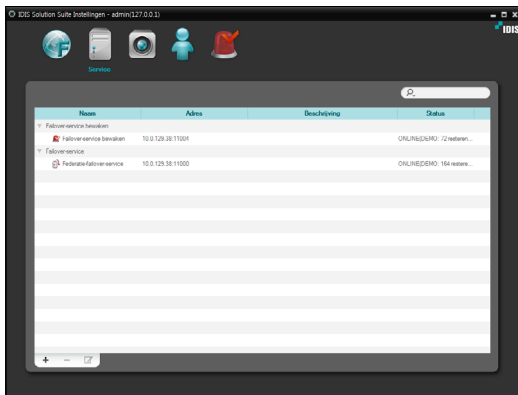 IDIS Solution Suite Instellingen - admin(127.0.0.1)
IDIS
Service
Naam Adres Beschrijving Status
Failover-service bewaken
Failover-service bewaken 10.0.129.38:11004 ONLINE(DEMO: 72 resteren...
Failover-service
Federatie-failover-service 10.0.129.38:11000 ONLINE(DEMO: 164 restere...